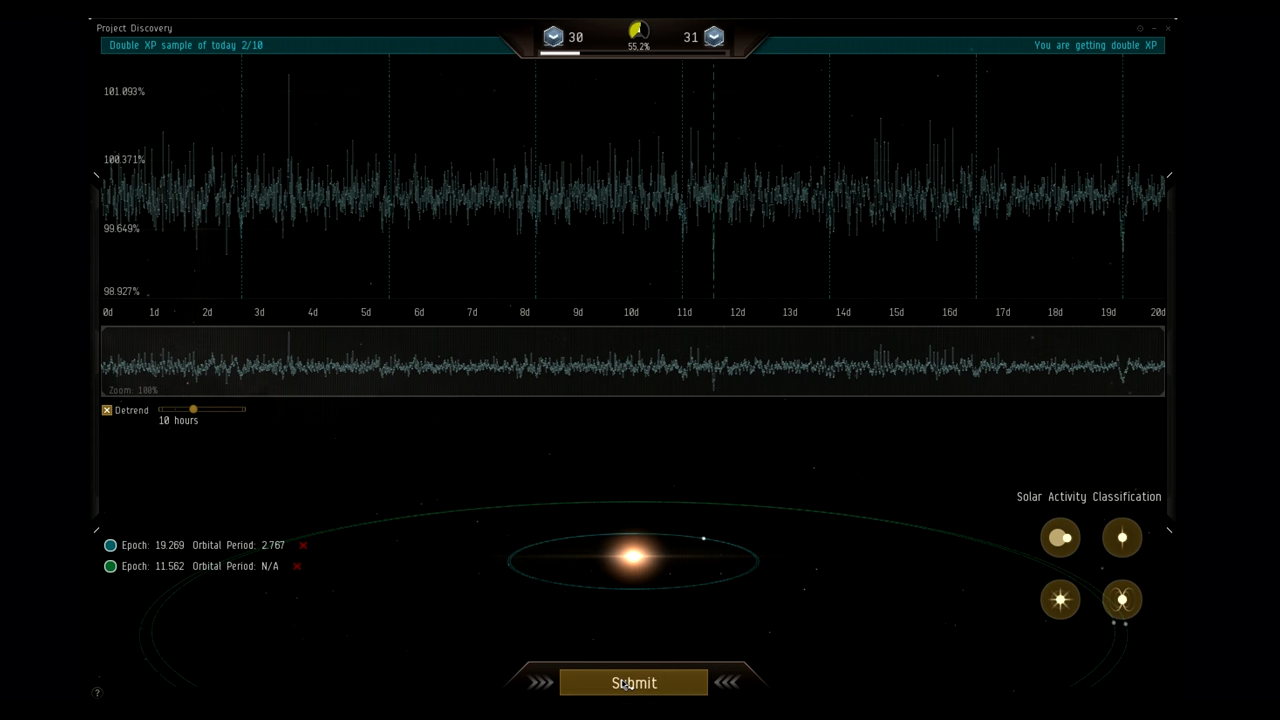 Project Discovery
Double XP sample of today 2/10
30
55.2%
31
You are getting double XP
101.093%
100.371%
99.649%
98.927%
0d 1d 2d 3d 4d 5d 6d 7d 8d 9d 10d 11d 12d 13d 14d 15d 16d 17d 18d 19d 20d
Zoom: 100%
Detrend
10 hours
Solar Activity Classification
Epoch: 19.269 Orbital Period: 2.767
Epoch: 11.562 Orbital Period: N/A
Submit
?